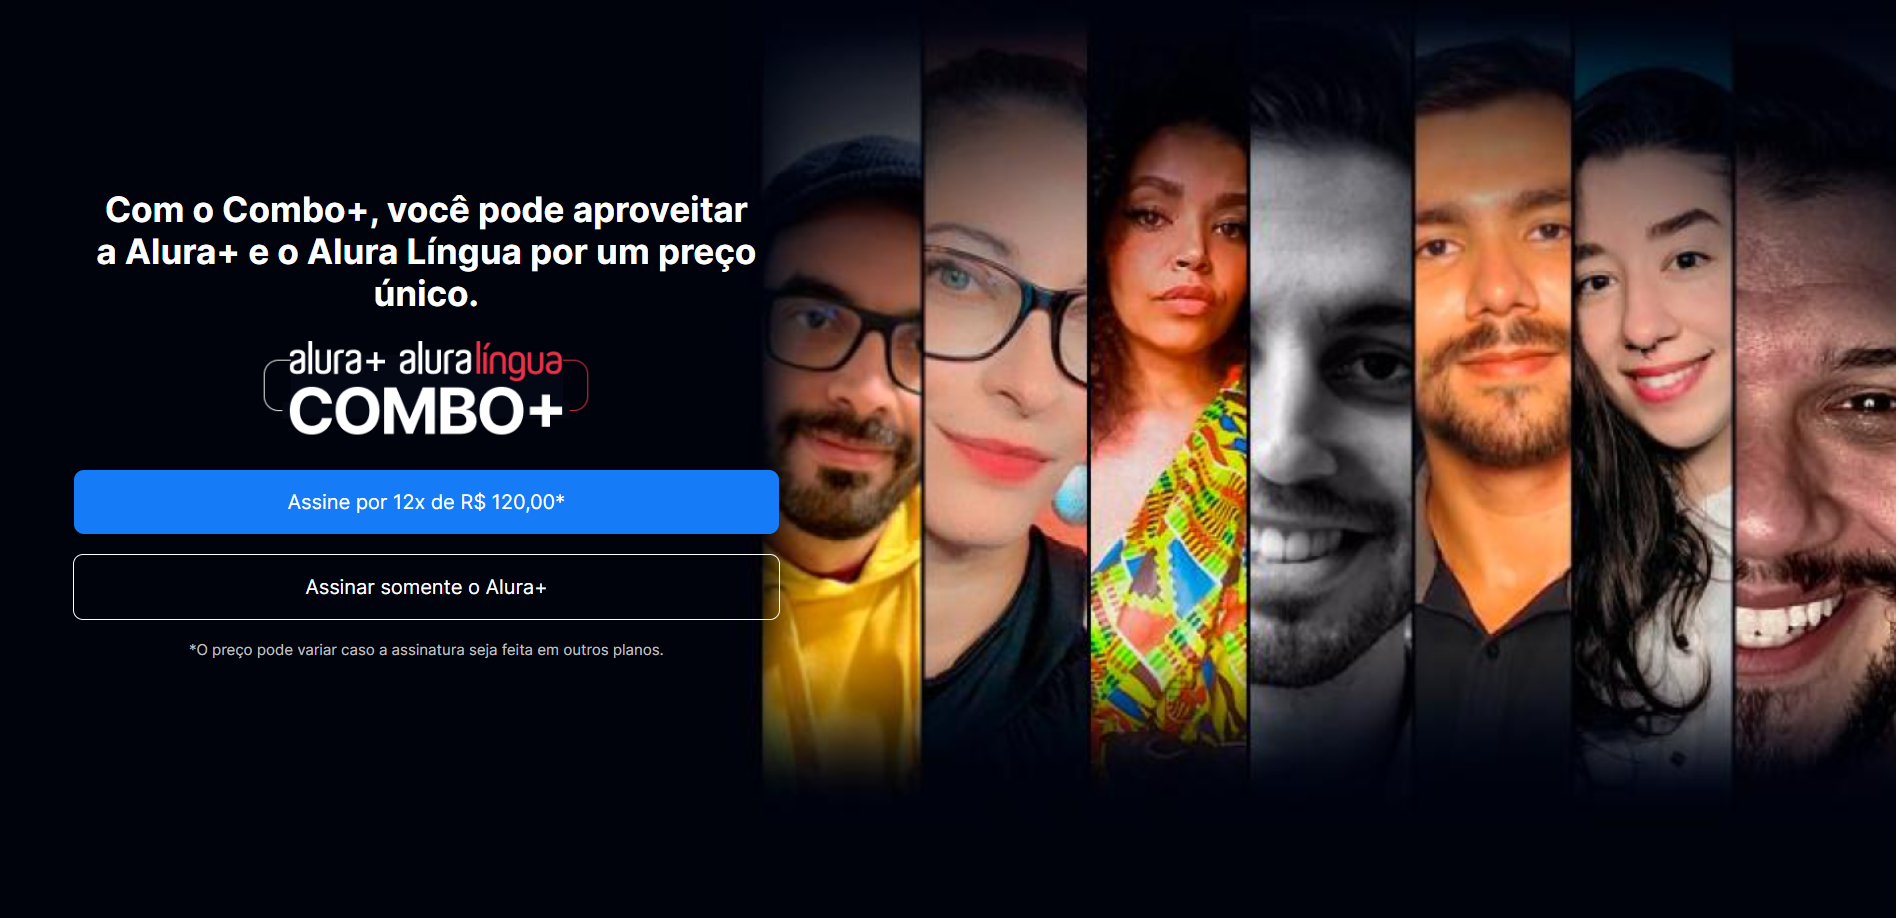 Com o Combo+, você pode aproveitar
a Alura+ e o Alura Língua por um preço
único.
alura+ aluralíngua
COMBO+
Assine por 12x de R$ 120,00*
Assinar somente o Alura+
*O preço pode variar caso a assinatura seja feita em outros planos.